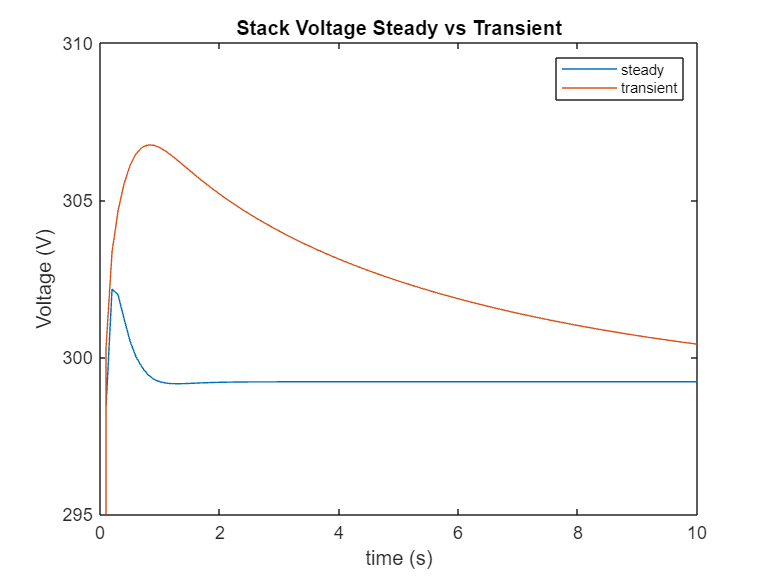 Stack Voltage Steady vs Transient
310
steady
transient
305
Voltage (V)
300
295
0 2 4 6 8 10
time (s)